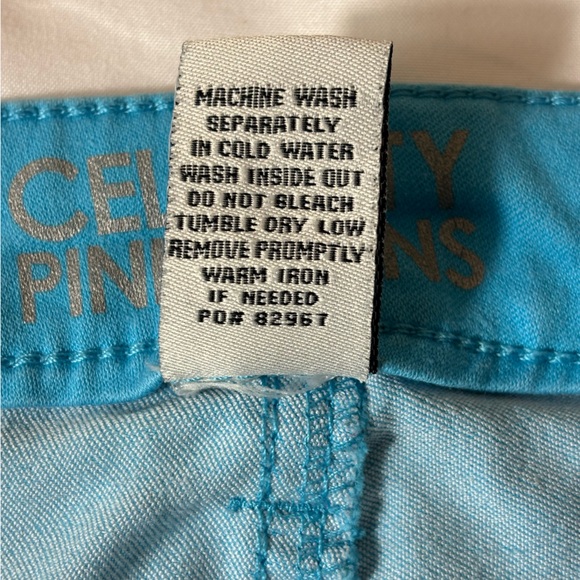 MACHINE WASH
SEPARATELY
IN COLD WATER
WASH INSIDE OUT
DO NOT BLEACH
TUMBLE DRY LOW
REMOVE PROMPTLY
WARM IRON
IF NEEDED
PO# 82967